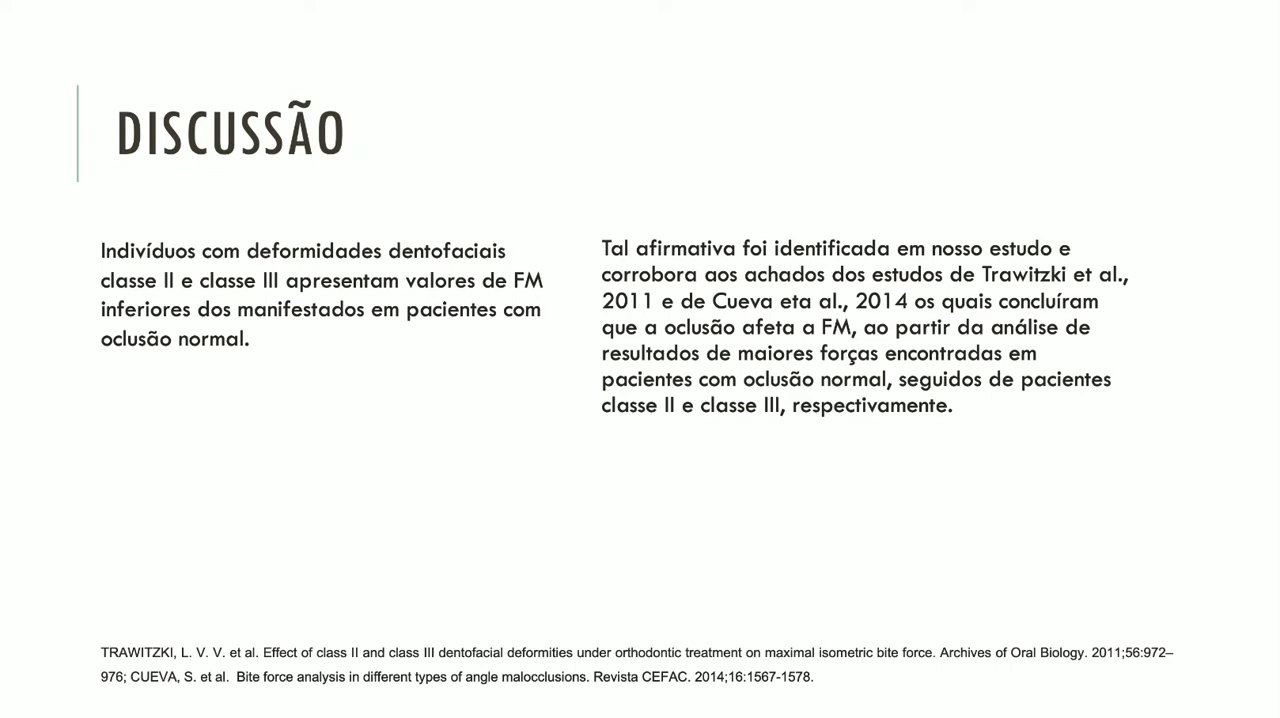 DISCUSSÃO
Indivíduos com deformidades dentofaciais
classe II e classe III apresentam valores de FM
inferiores dos manifestados em pacientes com
oclusão normal.
Tal afirmativa foi identificada em nosso estudo e
corrobora aos achados dos estudos de Trawitzki et al.,
2011 e de Cueva eta al., 2014 os quais concluíram
que a oclusão afeta a FM, ao partir da análise de
resultados de maiores forças encontradas em
pacientes com oclusão normal, seguidos de pacientes
classe II e classe III, respectivamente.
TRAWITZKI, L. V. V. et al. Effect of class II and class III dentofacial deformities under orthodontic treatment on maximal isometric bite force. Archives of Oral Biology. 2011;56:972–
976; CUEVA, S. et al.  Bite force analysis in different types of angle malocclusions. Revista CEFAC. 2014;16:1567-1578.